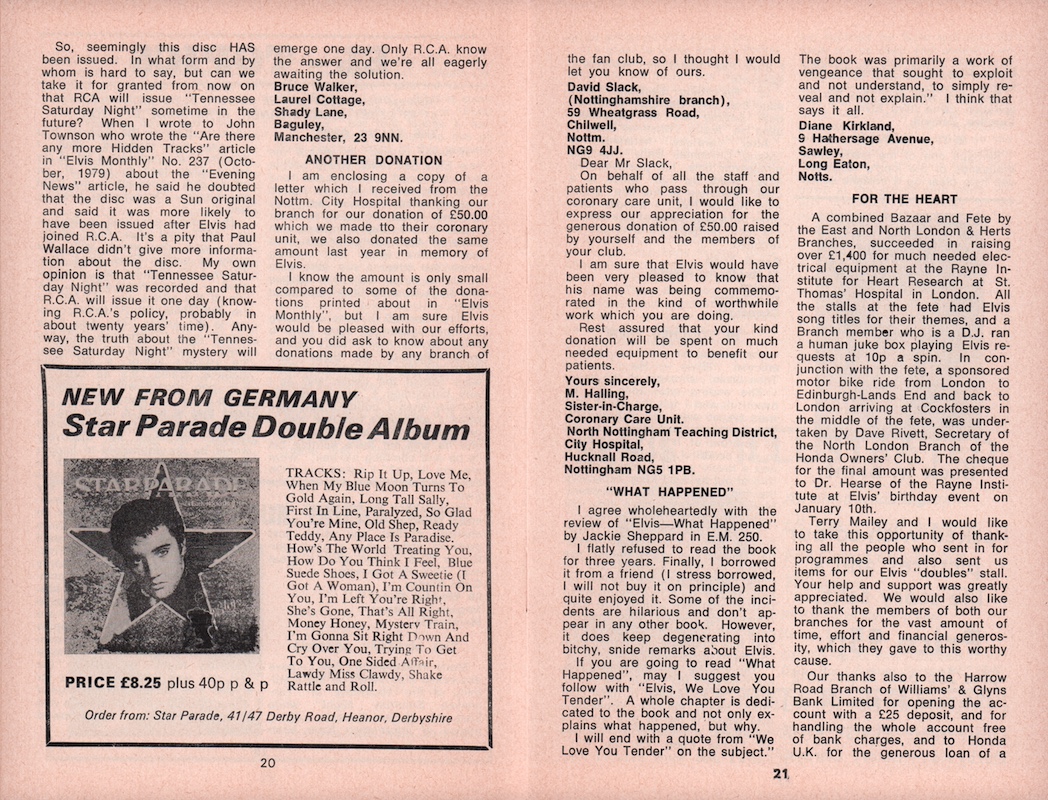 So, seemingly this disc HAS
been issued. In what form and by
whom is hard to say, but can we
take it for granted from now on
that RCA will issue "Tennessee
Saturday Night" sometime in the
future? When I wrote to John
Townson who wrote the "Are there
any more Hidden Tracks" article
in "Elvis Monthly" No. 237 (Octo-
ber, 1979) about the "Evening
News" article, he said he doubted
that the disc was a Sun original
and said it was more likely to
have been issued after Elvis had
joined R.C.A. It's a pity that Paul
Wallace didn't give more informa-
tion about the disc. My own
opinion is that "Tennessee Satur-
day Night" was recorded and that
R.C.A. will issue it one day (know-
ing R.C.A.'s policy, probably in
about twenty years' time). Any-
way, the truth about the "Tennes-
see Saturday Night" mystery will
emerge one day. Only R.C.A. know
the answer and we're all eagerly
awaiting the solution.
Bruce Walker,
Laurel Cottage,
Shady Lane,
Baguley,
Manchester, 23 9NN.
ANOTHER DONATION
I am enclosing a copy of a
letter which I received from the
Nottm. City Hospital thanking our
branch for our donation of £50.00
which we made tto their coronary
unit, we also donated the same
amount last year in memory of
Elvis.
I know the amount is only small
compared to some of the dona-
tions printed about in "Elvis
Monthly", but I am sure Elvis
would be pleased with our efforts,
and you did ask to know about any
donations made by any branch of
NEW FROM GERMANY
Star Parade Double Album
STARPARADE
TRACKS: Rip It Up, Love Me,
When My Blue Moon Turns To
Gold Again, Long Tall Sally,
First In Line, Paralyzed, So Glad
You're Mine, Old Shep, Ready
Teddy, Any Place Is Paradise.
How's The World Treating You,
How Do You Think I Feel, Blue
Suede Shoes, I Got A Sweetie (I
Got A Woman), I'm Countin On
You, I'm Left You're Right,
She's Gone, That's All Right,
Money Honey, Mystery Train,
I'm Gonna Sit Right Down And
Cry Over You, Trying To Get
To You, One Sided Affair,
Lawdy Miss Clawdy, Shake
Rattle and Roll.
PRICE £8.25 plus 40p p & p
Order from: Star Parade, 41/47 Derby Road, Heanor, Derbyshire
20
the fan club, so I thought I would
let you know of ours.
David Slack,
(Nottinghamshire branch),
59 Wheatgrass Road,
Chilwell,
Nottm.
NG9 4JJ.
Dear Mr Slack,
On behalf of all the staff and
patients who pass through our
coronary care unit, I would like to
express our appreciation for the
generous donation of £50.00 raised
by yourself and the members of
your club.
I am sure that Elvis would have
been very pleased to know that
his name was being commemo-
rated in the kind of worthwhile
work which you are doing.
Rest assured that your kind
donation will be spent on much
needed equipment to benefit our
patients.
Yours sincerely,
M. Halling,
Sister-in-Charge,
Coronary Care Unit.
North Nottingham Teaching District,
City Hospital,
Hucknall Road,
Nottingham NG5 1PB.
"WHAT HAPPENED"
I agree wholeheartedly with the
review of "Elvis—What Happened"
by Jackie Sheppard in E.M. 250.
I flatly refused to read the book
for three years. Finally, I borrowed
it from a friend (I stress borrowed,
I will not buy it on principle) and
quite enjoyed it. Some of the inci-
dents are hilarious and don't ap-
pear in any other book. However,
it does keep degenerating into
bitchy, snide remarks about Elvis.
If you are going to read "What
Happened", may I suggest you
follow with "Elvis, We Love You
Tender". A whole chapter is dedi-
cated to the book and not only ex-
plains what happened, but why.
I will end with a quote from "We
Love You Tender" on the subject."
The book was primarily a work of
vengeance that sought to exploit
and not understand, to simply re-
veal and not explain." I think that
says it all.
Diane Kirkland,
9 Hathersage Avenue,
Sawley,
Long Eaton,
Notts.
FOR THE HEART
A combined Bazaar and Fete by
the East and North London & Herts
Branches, succeeded in raising
over £1,400 for much needed elec-
trical equipment at the Rayne In-
stitute for Heart Research at St.
Thomas' Hospital in London. All
the stalls at the fete had Elvis
song titles for their themes, and a
Branch member who is a D.J. ran
a human juke box playing Elvis re-
quests at 10p a spin. In con-
junction with the fete, a sponsored
motor bike ride from London to
Edinburgh-Lands End and back to
London arriving at Cockfosters in
the middle of the fete, was under-
taken by Dave Rivett, Secretary of
the North London Branch of the
Honda Owners' Club. The cheque
for the final amount was presented
to Dr. Hearse of the Rayne Insti-
tute at Elvis' birthday event on
January 10th.
Terry Mailey and I would like
to take this opportunity of thank-
ing all the people who sent in for
programmes and also sent us
items for our Elvis "doubles" stall.
Your help and support was greatly
appreciated. We would also like
to thank the members of both our
branches for the vast amount of
time, effort and financial generos-
ity, which they gave to this worthy
cause.
Our thanks also to the Harrow
Road Branch of Williams' & Glyns
Bank Limited for opening the ac-
count with a £25 deposit, and for
handling the whole account free
of bank charges, and to Honda
U.K. for the generous loan of a
21